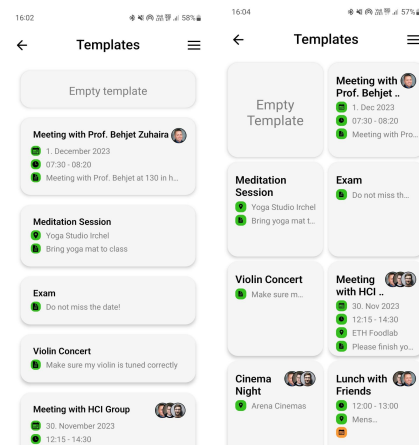 16:02
58%
Templates
Empty template
Meeting with Prof. Behjet Zuhaira
1. December 2023
07:30 - 08:20
Meeting with Prof. Behjet at 130 in h...
Meditation Session
Yoga Studio Irchel
Bring yoga mat to class
Exam
Do not miss the date!
Violin Concert
Make sure my violin is tuned correctly
Meeting with HCI Group
30. November 2023
12:15 - 14:30
16:04
57%
Templates
Empty
Template
Meeting with
Prof. Behjet ..
1. Dec 2023
07:30 - 08:20
Meeting with Pro...
Meditation
Session
Yoga Studio Irchel
Bring yoga mat t...
Exam
Do not miss th...
Violin Concert
Make sure m...
Meeting
with HCI ..
30. Nov 2023
12:15 - 14:30
ETH Foodlab
Please finish yo...
Cinema
Night
Arena Cinemas
Lunch with
Friends
12:00 - 13:00
Mens...